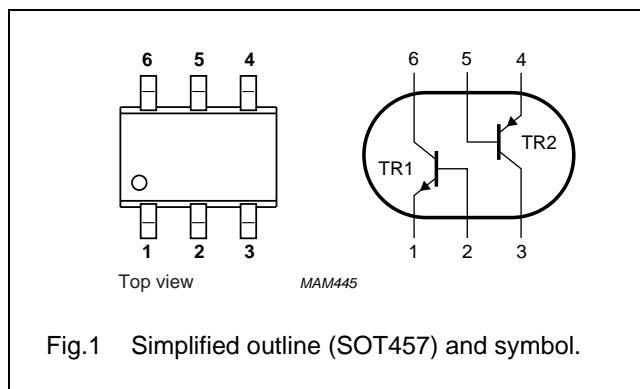 6 5 4
1 2 3
Top view
6 5 4
TR1
TR2
1 2 3
MAM445
Fig.1 Simplified outline (SOT457) and symbol.